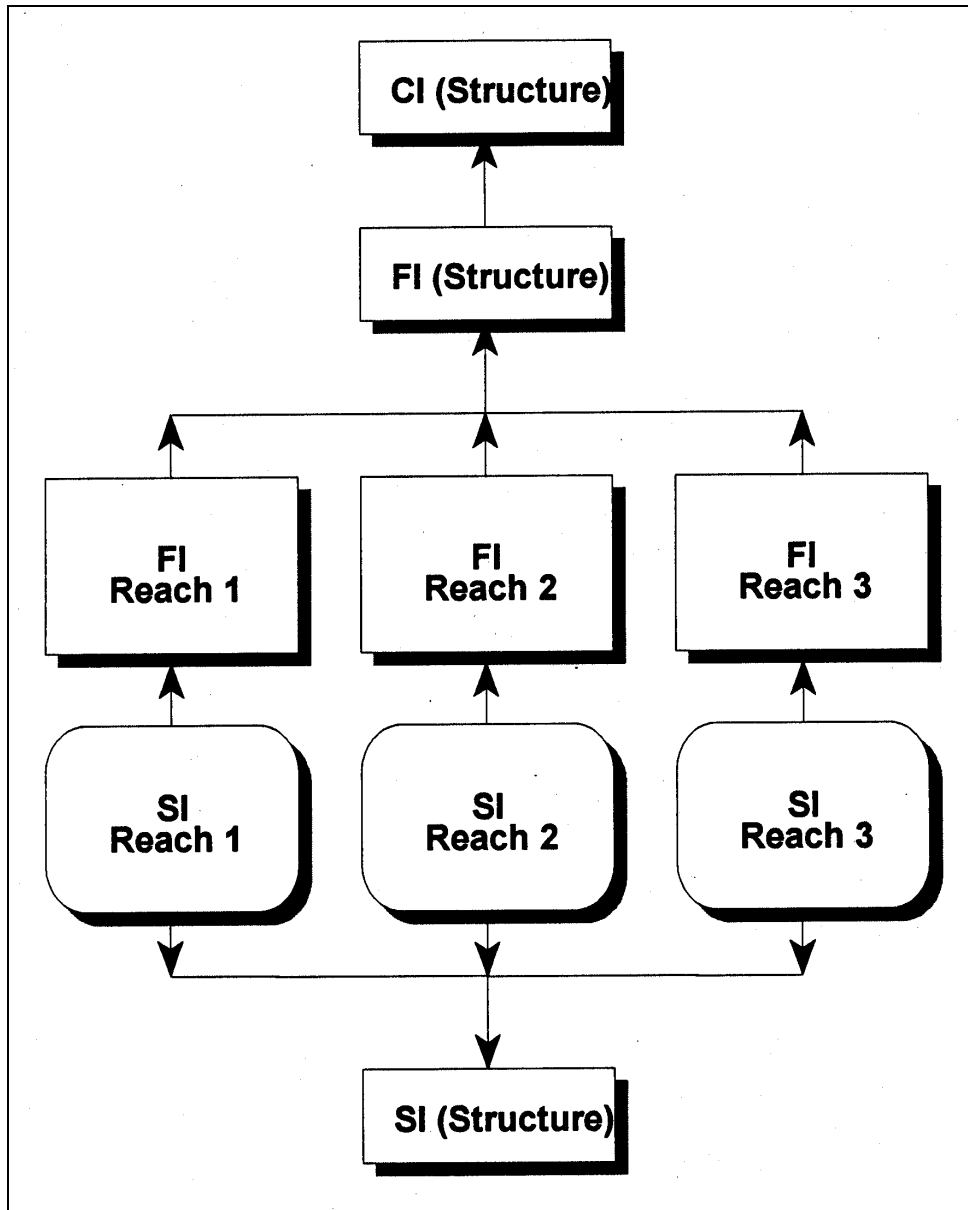 CI (Structure)
FI (Structure)
FI
Reach 1
FI
Reach 2
FI
Reach 3
SI
Reach 1
SI
Reach 2
SI
Reach 3
SI (Structure)